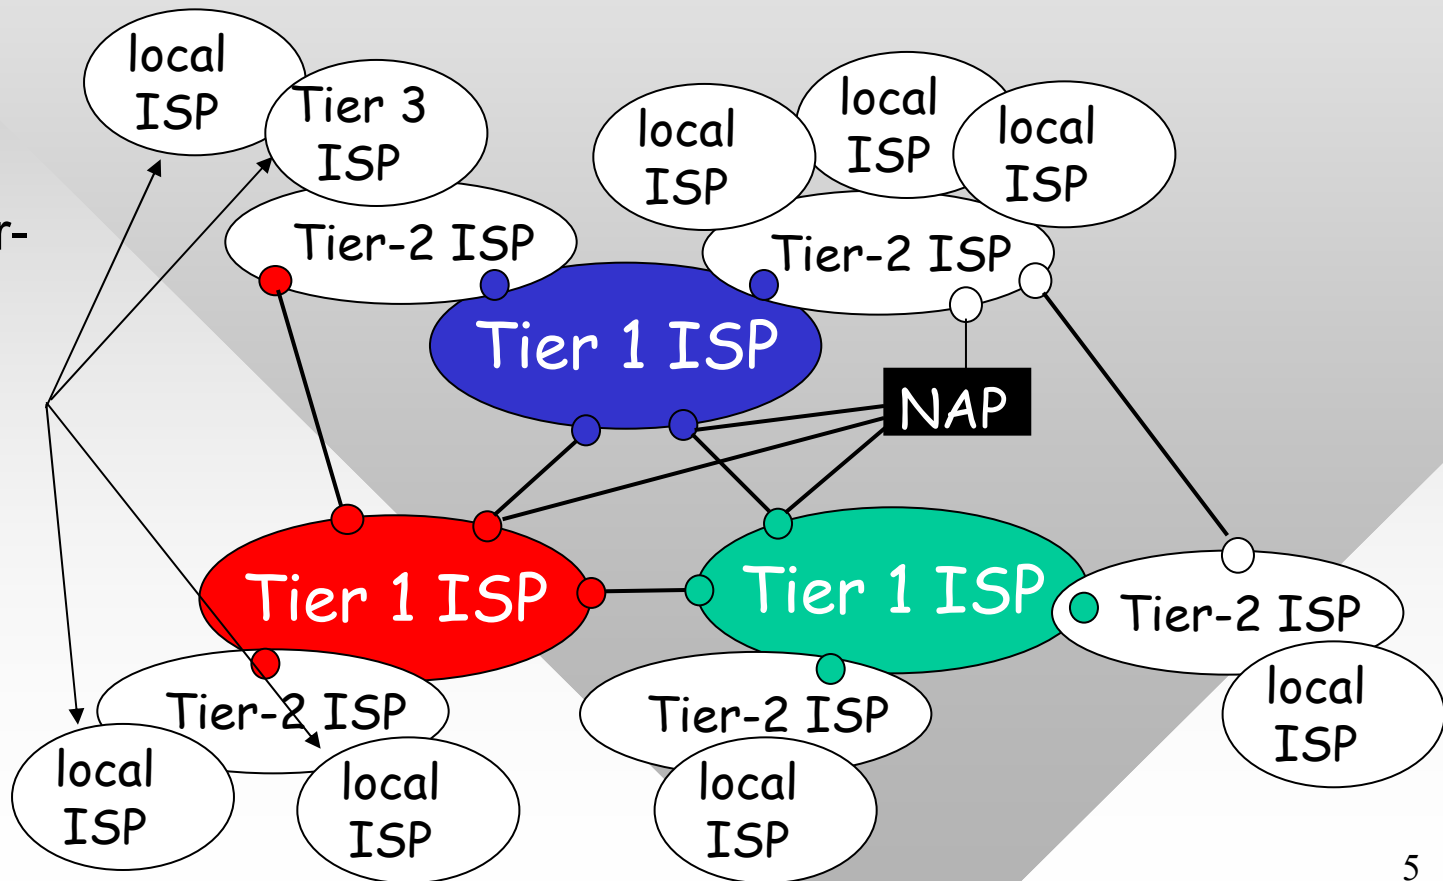 local
ISP
Tier 3
ISP
local
ISP
local
ISP
local
ISP
r-
Tier-2 ISP
Tier-2 ISP
Tier 1 ISP
NAP
Tier 1 ISP
Tier 1 ISP
Tier-2 ISP
Tier-2 ISP
Tier-2 ISP
local
ISP
local
ISP
local
ISP
local
ISP
5